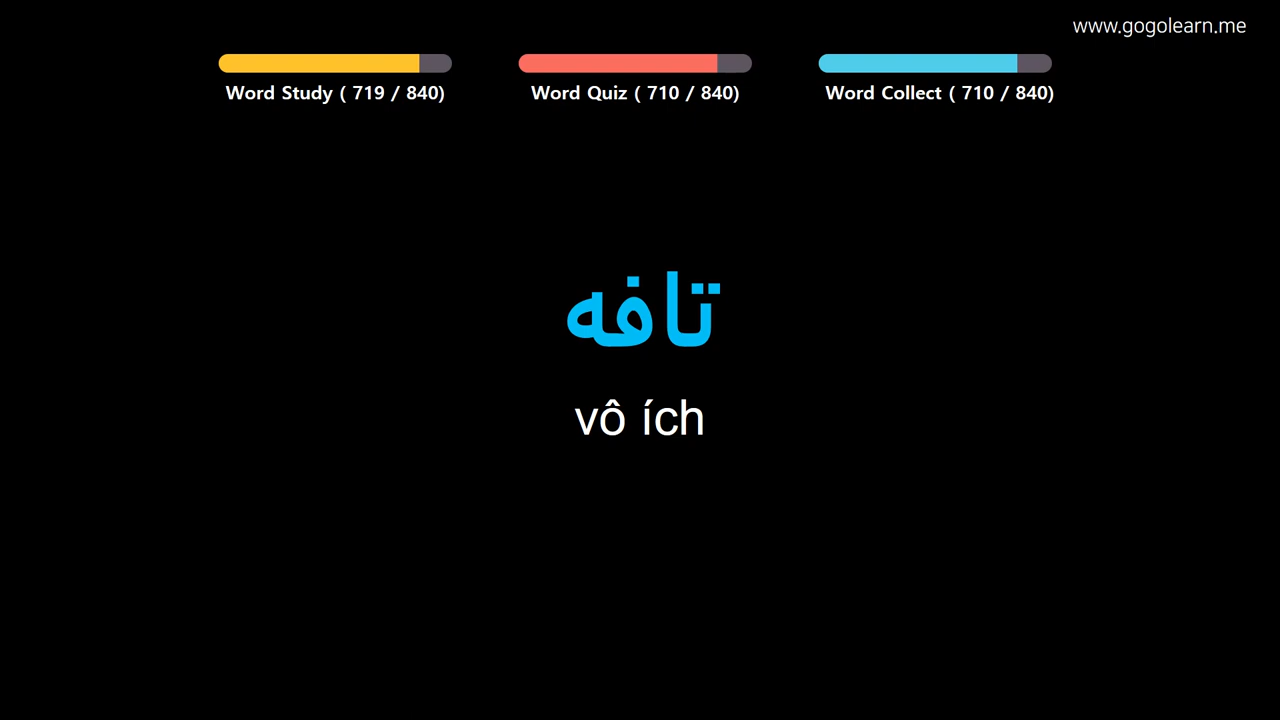 www.gogolearn.me
Word Study ( 719 / 840)
Word Quiz ( 710 / 840)
Word Collect ( 710 / 840)
تافه
vô ích